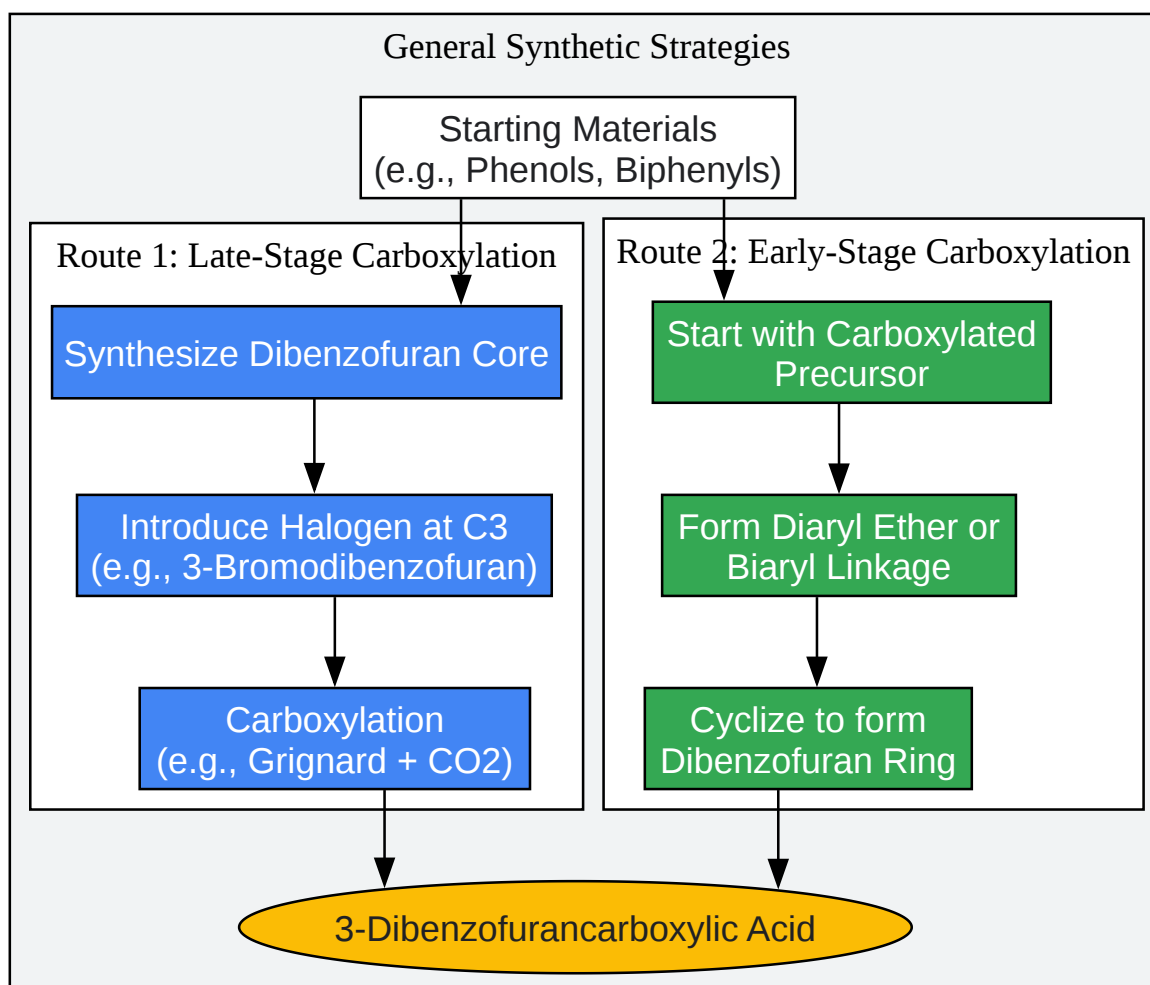 General Synthetic Strategies
Starting Materials
(e.g., Phenols, Biphenyls)
Route 1: Late-Stage Carboxylation
Synthesize Dibenzofuran Core
Introduce Halogen at C3
(e.g., 3-Bromodibenzofuran)
Carboxylation
(e.g., Grignard + CO2)
Route 2: Early-Stage Carboxylation
Start with Carboxylated
Precursor
Form Diaryl Ether or
Biaryl Linkage
Cyclize to form
Dibenzofuran Ring
3-Dibenzofurancarboxylic Acid